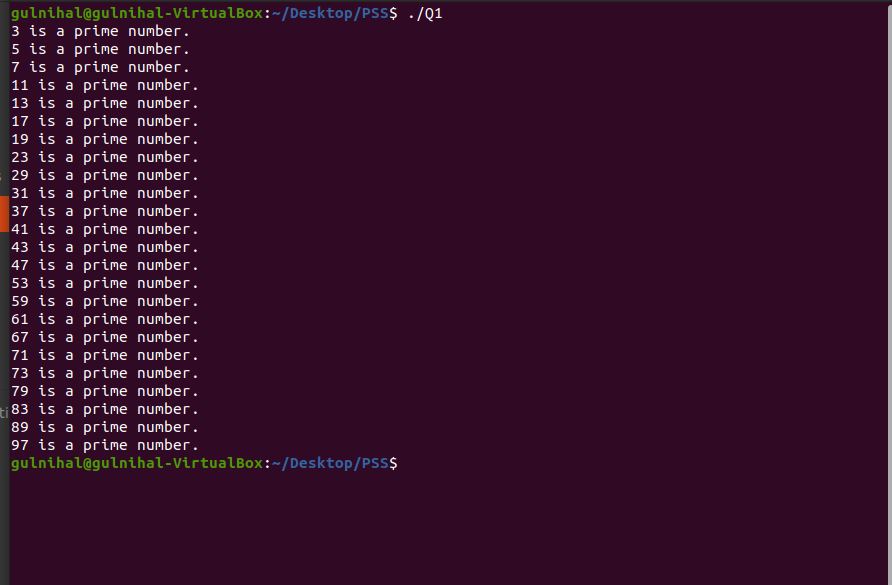 gulnihal@gulnihal-VirtualBox:~/Desktop/PSS$ ./Q1
3 is a prime number.
5 is a prime number.
7 is a prime number.
11 is a prime number.
13 is a prime number.
17 is a prime number.
19 is a prime number.
23 is a prime number.
29 is a prime number.
31 is a prime number.
37 is a prime number.
41 is a prime number.
43 is a prime number.
47 is a prime number.
53 is a prime number.
59 is a prime number.
61 is a prime number.
67 is a prime number.
71 is a prime number.
73 is a prime number.
79 is a prime number.
83 is a prime number.
89 is a prime number.
97 is a prime number.
gulnihal@gulnihal-VirtualBox:~/Desktop/PSS$